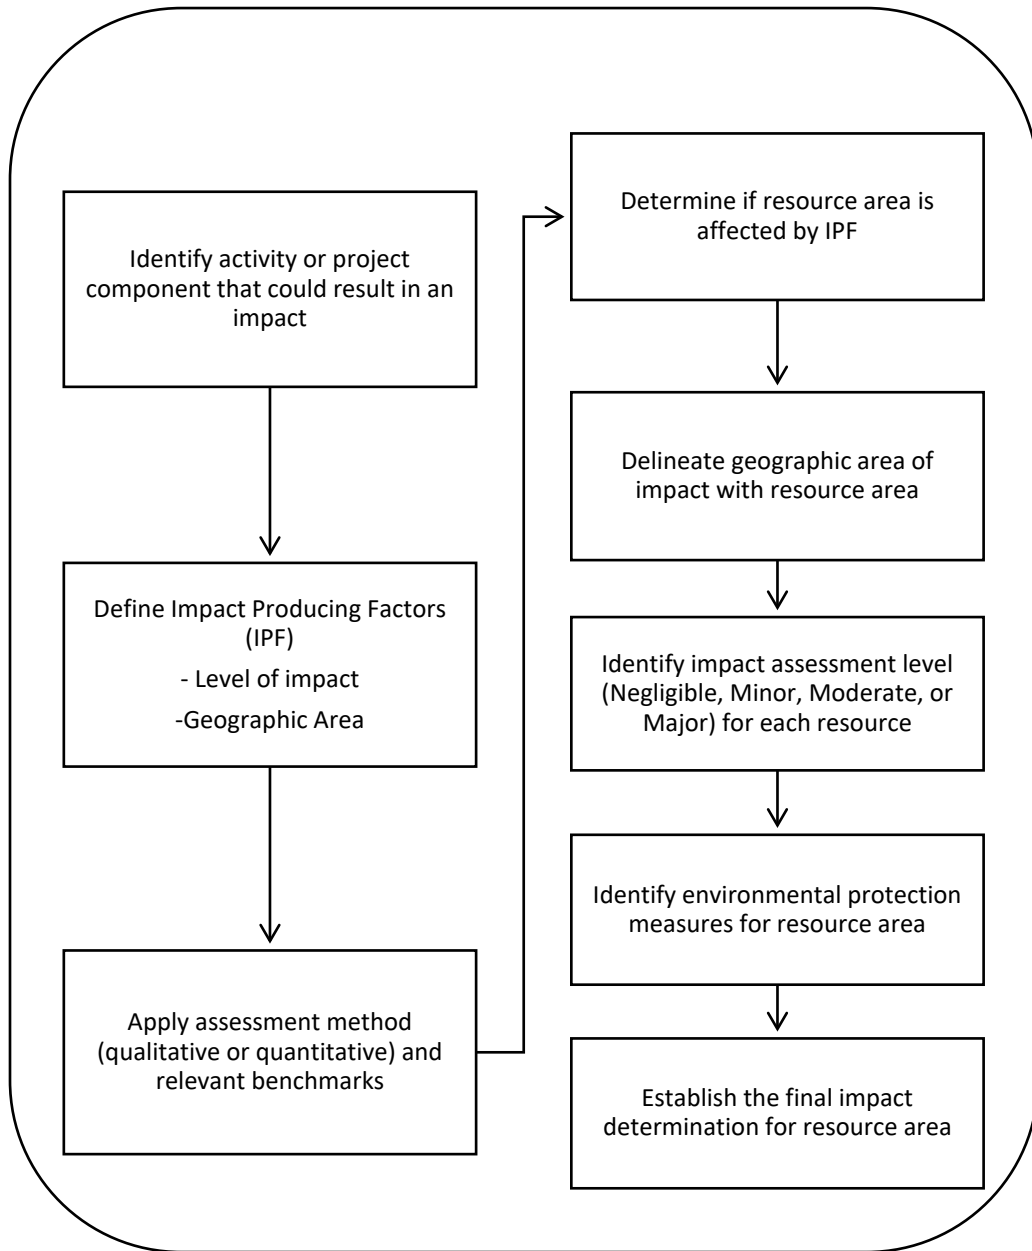 Identify activity or project
component that could result in an
impact
Define Impact Producing Factors
(IPF)
- Level of impact
-Geographic Area
Apply assessment method
(qualitative or quantitative) and
relevant benchmarks
Determine if resource area is
affected by IPF
Delineate geographic area of
impact with resource area
Identify impact assessment level
(Negligible, Minor, Moderate, or
Major) for each resource
Identify environmental protection
measures for resource area
Establish the final impact
determination for resource area